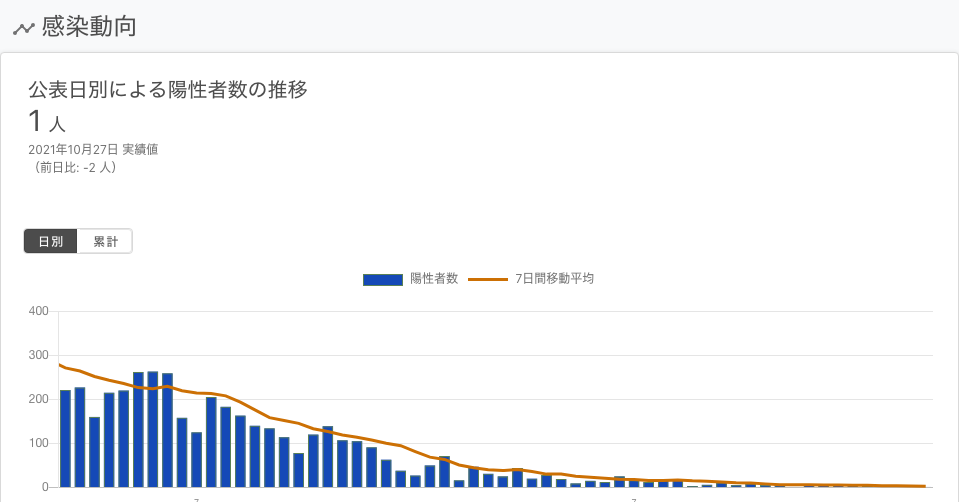 感染動向
公表日別による陽性者数の推移
1 人
2021年10月27日 実績値
（前日比: -2 人）
日別 累計
陽性者数 7日間移動平均
400
300
200
100
0